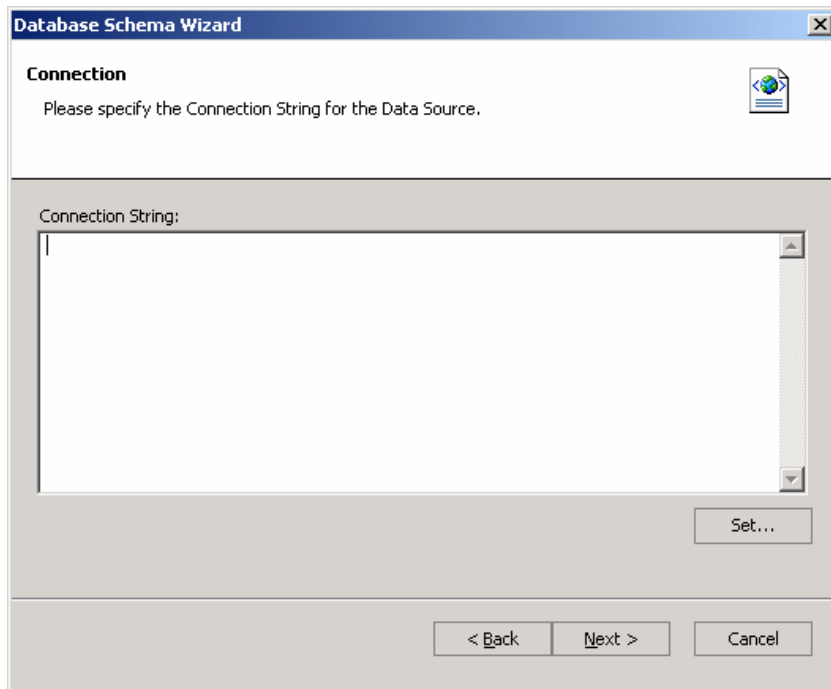 Database Schema Wizard
Connection
Please specify the Connection String for the Data Source.
Connection String:
Set...
< Back
Next >
Cancel